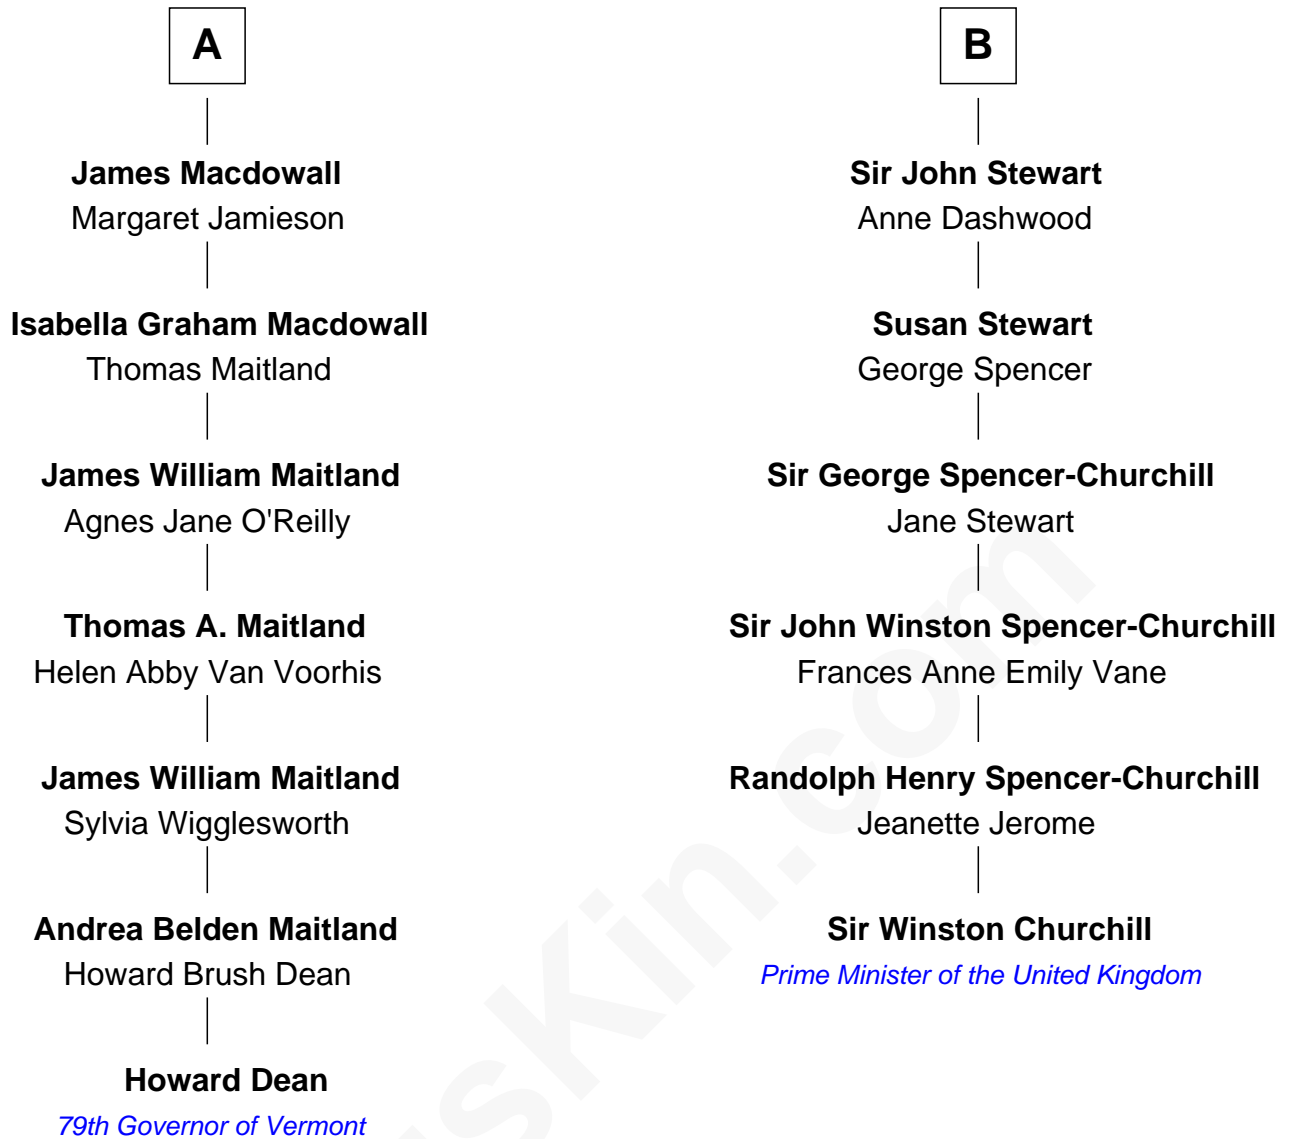 A
James Macdowall
Margaret Jamieson
Isabella Graham Macdowall
Thomas Maitland
James William Maitland
Agnes Jane O'Reilly
Thomas A. Maitland
Helen Abby Van Voorhis
James William Maitland
Sylvia Wigglesworth
Andrea Belden Maitland
Howard Brush Dean
Howard Dean
79th Governor of Vermont
B
Sir John Stewart
Anne Dashwood
Susan Stewart
George Spencer
Sir George Spencer-Churchill
Jane Stewart
Sir John Winston Spencer-Churchill
Frances Anne Emily Vane
Randolph Henry Spencer-Churchill
Jeanette Jerome
Sir Winston Churchill
Prime Minister of the United Kingdom
sKin.com